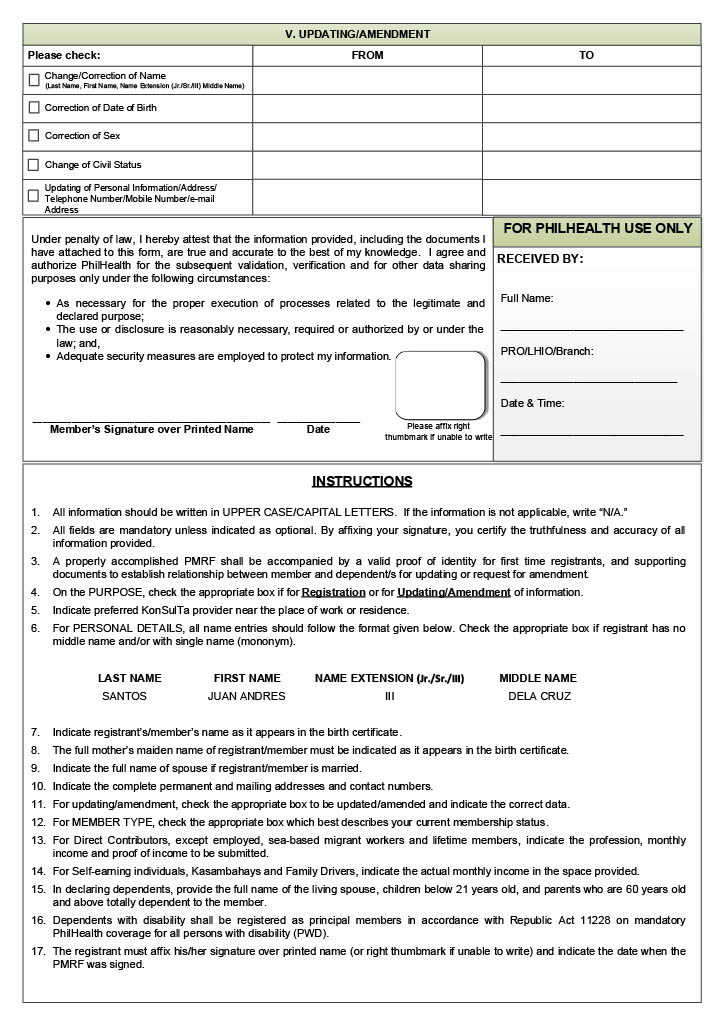 V. UPDATING/AMENDMENT
Please check: FROM TO
Change/Correction of Name
(Last Name, First Name, Name Extension (Jr./Sr./III) Middle Name)
Correction of Date of Birth
Correction of Sex
Change of Civil Status
Updating of Personal Information/Address/
Telephone Number/Mobile Number/e-mail
Address
Under penalty of law, I hereby attest that the information provided, including the documents I
have attached to this form, are true and accurate to the best of my knowledge. I agree and
authorize PhilHealth for the subsequent validation, verification and for other data sharing
purposes only under the following circumstances:
• As necessary for the proper execution of processes related to the legitimate and
declared purpose;
• The use or disclosure is reasonably necessary, required or authorized by or under the
law; and,
• Adequate security measures are employed to protect my information.
Member's Signature over Printed Name Date
Please affix right
thumbmark if unable to write
FOR PHILHEALTH USE ONLY
RECEIVED BY:
Full Name:
PRO/LHIO/Branch:
Date & Time:
INSTRUCTIONS
1. All information should be written in UPPER CASE/CAPITAL LETTERS. If the information is not applicable, write “N/A.”
2. All fields are mandatory unless indicated as optional. By affixing your signature, you certify the truthfulness and accuracy of all
information provided.
3. A properly accomplished PMRF shall be accompanied by a valid proof of identity for first time registrants, and supporting
documents to establish relationship between member and dependent/s for updating or request for amendment.
4. On the PURPOSE, check the appropriate box if for Registration or for Updating/Amendment of information.
5. Indicate preferred KonSulTa provider near the place of work or residence.
6. For PERSONAL DETAILS, all name entries should follow the format given below. Check the appropriate box if registrant has no
middle name and/or with single name (mononym).
LAST NAME FIRST NAME NAME EXTENSION (Jr./Sr./III) MIDDLE NAME
SANTOS JUAN ANDRES III DELA CRUZ
7. Indicate registrant's/member's name as it appears in the birth certificate.
8. The full mother's maiden name of registrant/member must be indicated as it appears in the birth certificate.
9. Indicate the full name of spouse if registrant/member is married.
10. Indicate the complete permanent and mailing addresses and contact numbers.
11. For updating/amendment, check the appropriate box to be updated/amended and indicate the correct data.
12. For MEMBER TYPE, check the appropriate box which best describes your current membership status.
13. For Direct Contributors, except employed, sea-based migrant workers and lifetime members, indicate the profession, monthly
income and proof of income to be submitted.
14. For Self-earning individuals, Kasambahays and Family Drivers, indicate the actual monthly income in the space provided.
15. In declaring dependents, provide the full name of the living spouse, children below 21 years old, and parents who are 60 years old
and above totally dependent to the member.
16. Dependents with disability shall be registered as principal members in accordance with Republic Act 11228 on mandatory
PhilHealth coverage for all persons with disability (PWD).
17. The registrant must affix his/her signature over printed name (or right thumbmark if unable to write) and indicate the date when the
PMRF was signed.